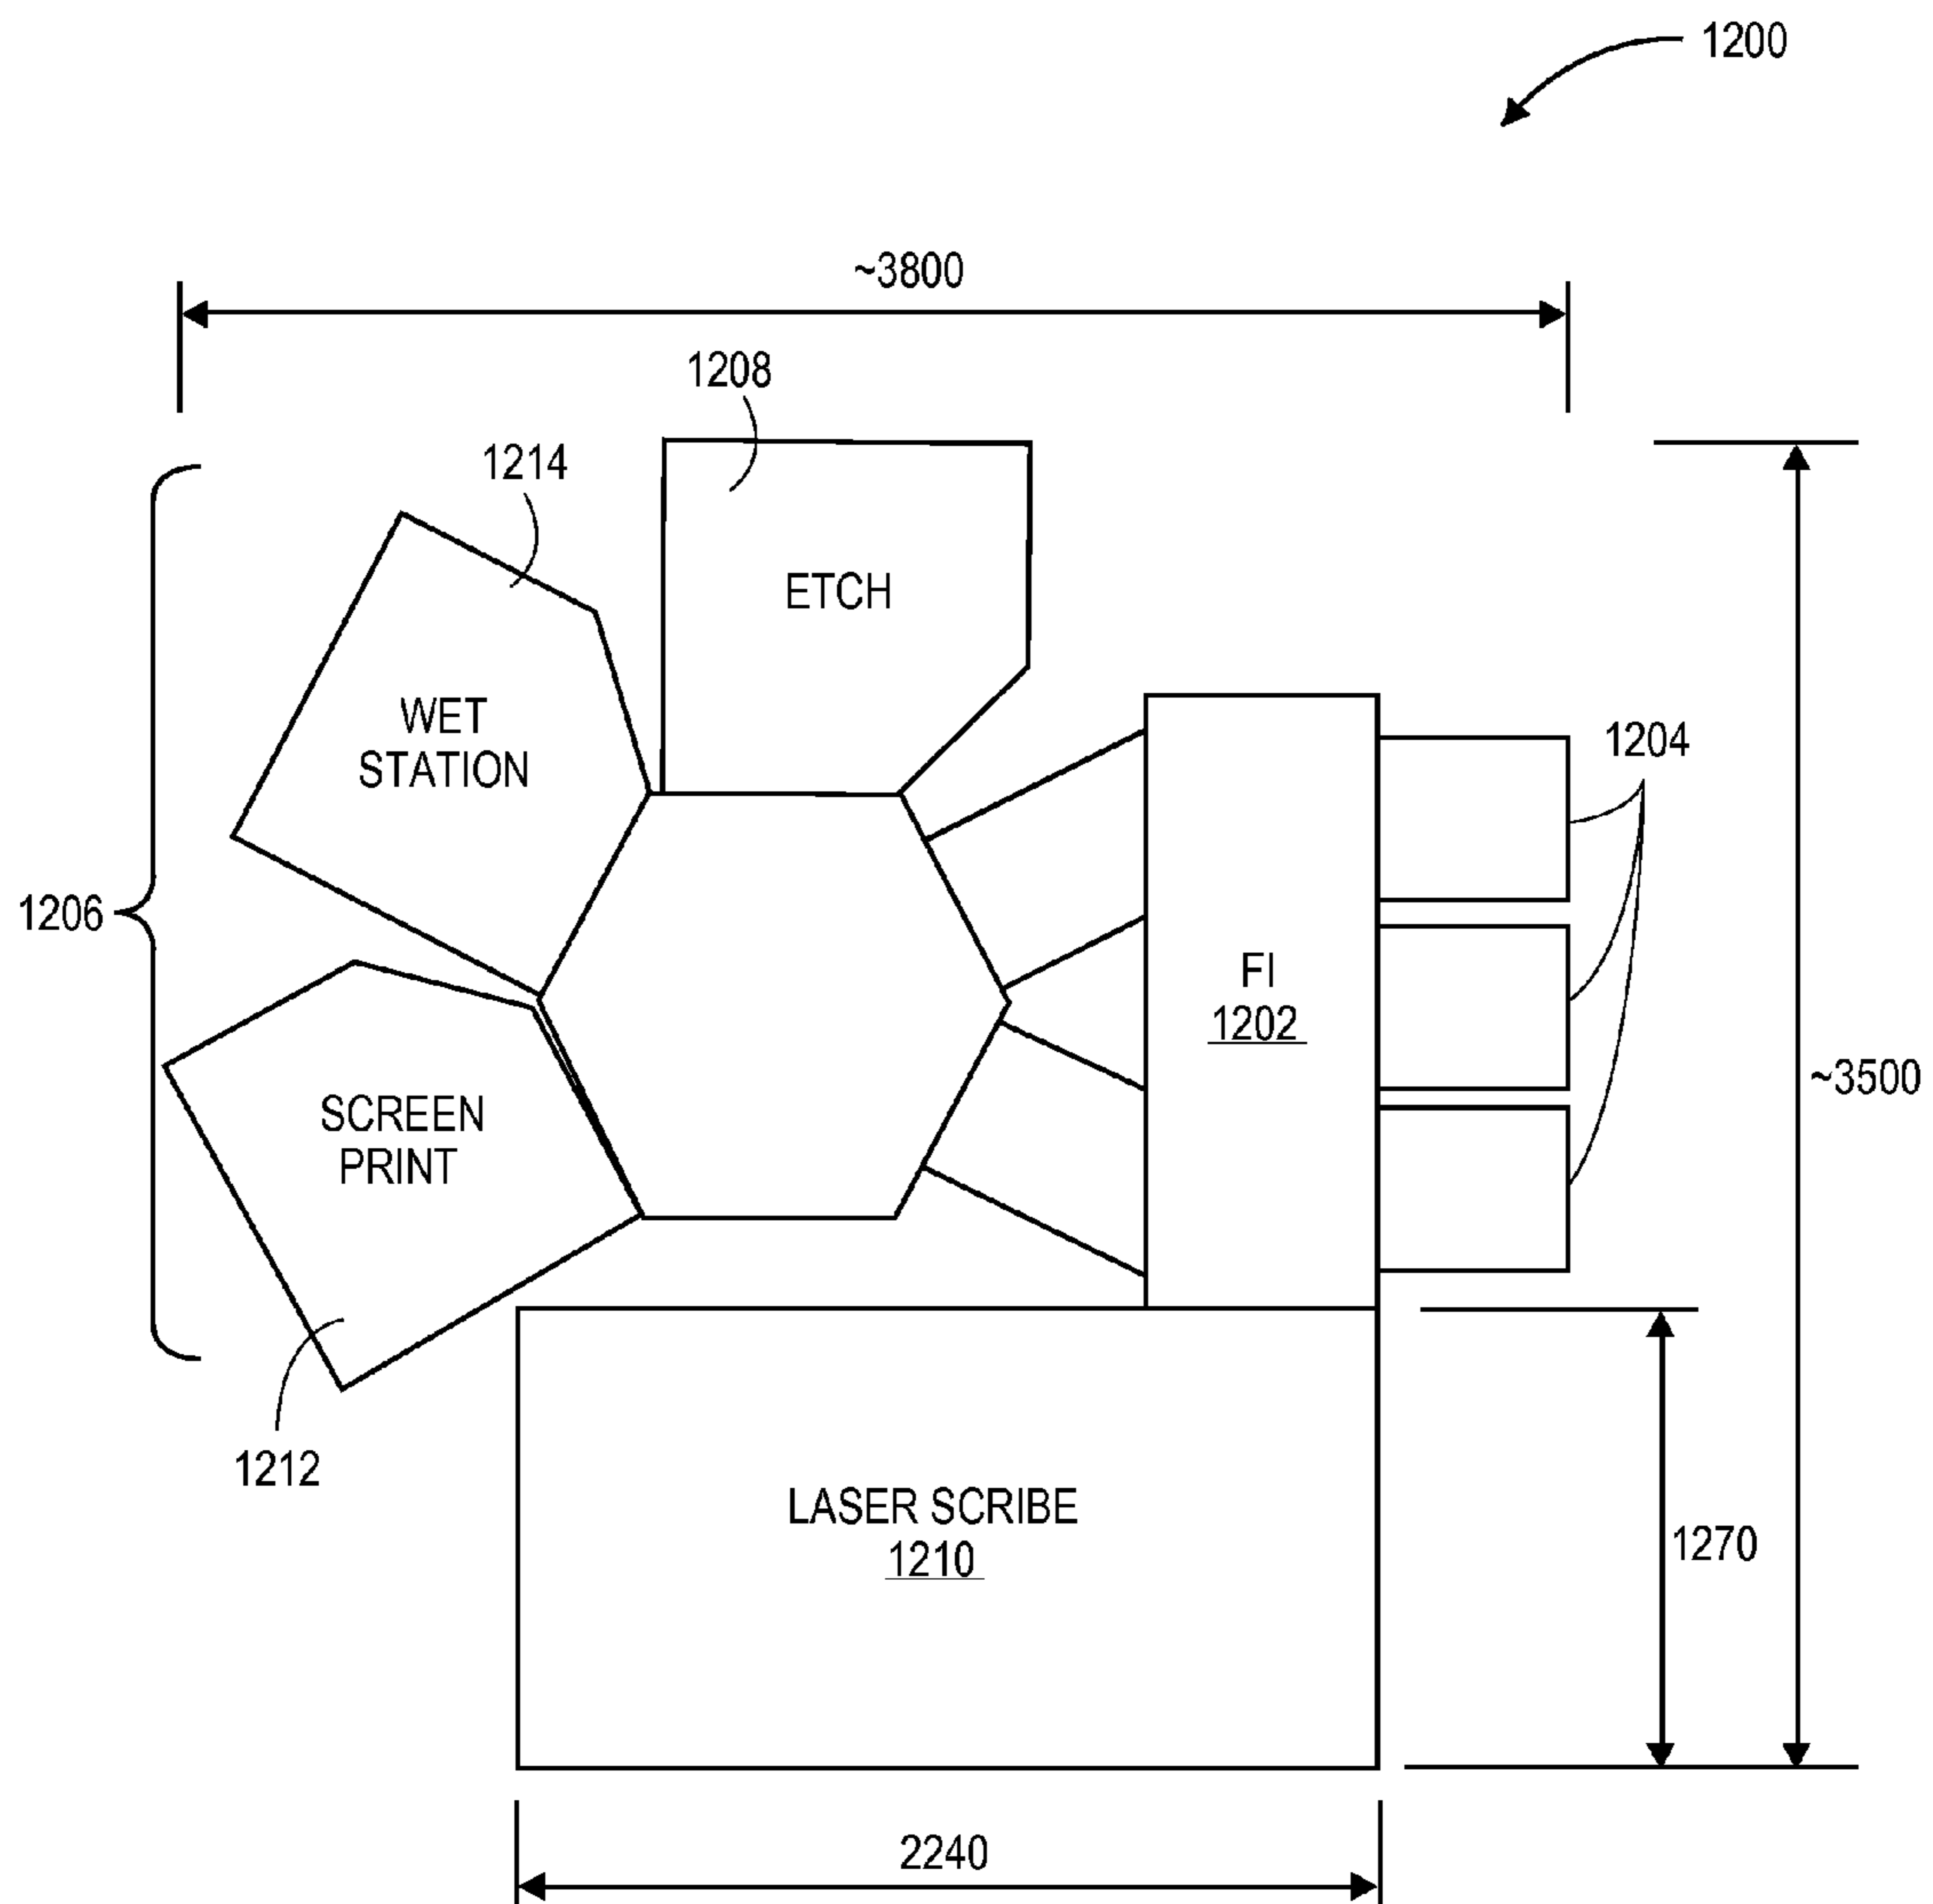 1200
~3800
1208
1214
ETCH
WET
STATION
1204
1206
FI
1202
~3500
SCREEN
PRINT
1212
LASER SCRIBE
1210
1270
2240